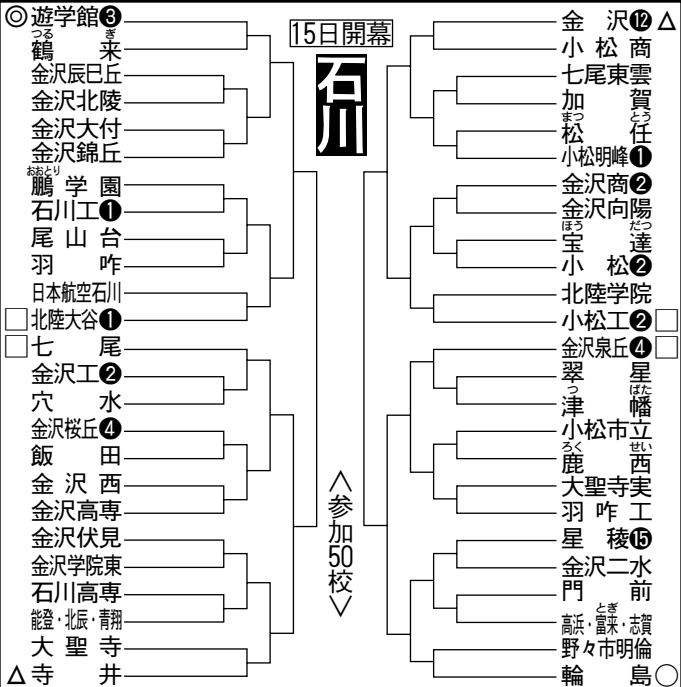 15日開幕
石川
〈参加50校〉
◎遊学館❸
鶴来
つるぎ
金沢辰巳丘
金沢北陵
金沢大付
金沢錦丘
鵬学園
おおとり
石川工❶
尾山台
羽咋
日本航空石川
□北陸大谷❶
□七尾
金沢工❷
穴水
金沢桜丘❹
飯田
金沢西
金沢高専
金沢伏見
金沢学院東
石川高専
能登・北辰・青翔
大聖寺
△寺井
金沢⓬△
小松商
七尾東雲
加賀
松任
まつとう
小松明峰❶
金沢商❷
金沢向陽
宝達
ほうだつ
小松❷
北陸学院
小松工❷□
金沢泉丘❹□
翠星
津幡
つばた
小松市立
鹿西
ろくせい
大聖寺実
羽咋工
星稜⓯
金沢二水
門前
高浜・富来・志賀
とぎ
野々市明倫
輪島○